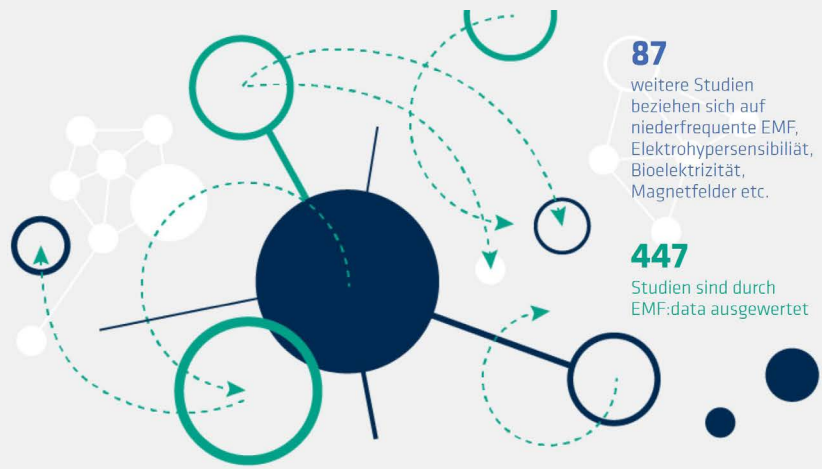 87
weitere Studien
beziehen sich auf
niederfrequente EMF,
Elektrohypersensibiliät,
Bioelektrizität,
Magnetfelder etc.
447
Studien sind durch
EMF:data ausgewertet